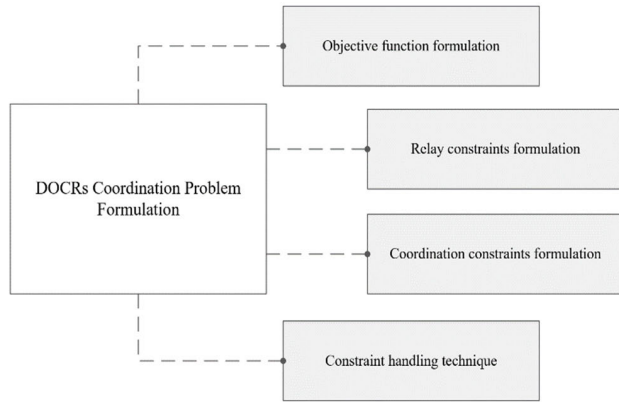 Objective function formulation
Relay constraints formulation
DOCRs Coordination Problem
Formulation
Coordination constraints formulation
Constraint handling technique